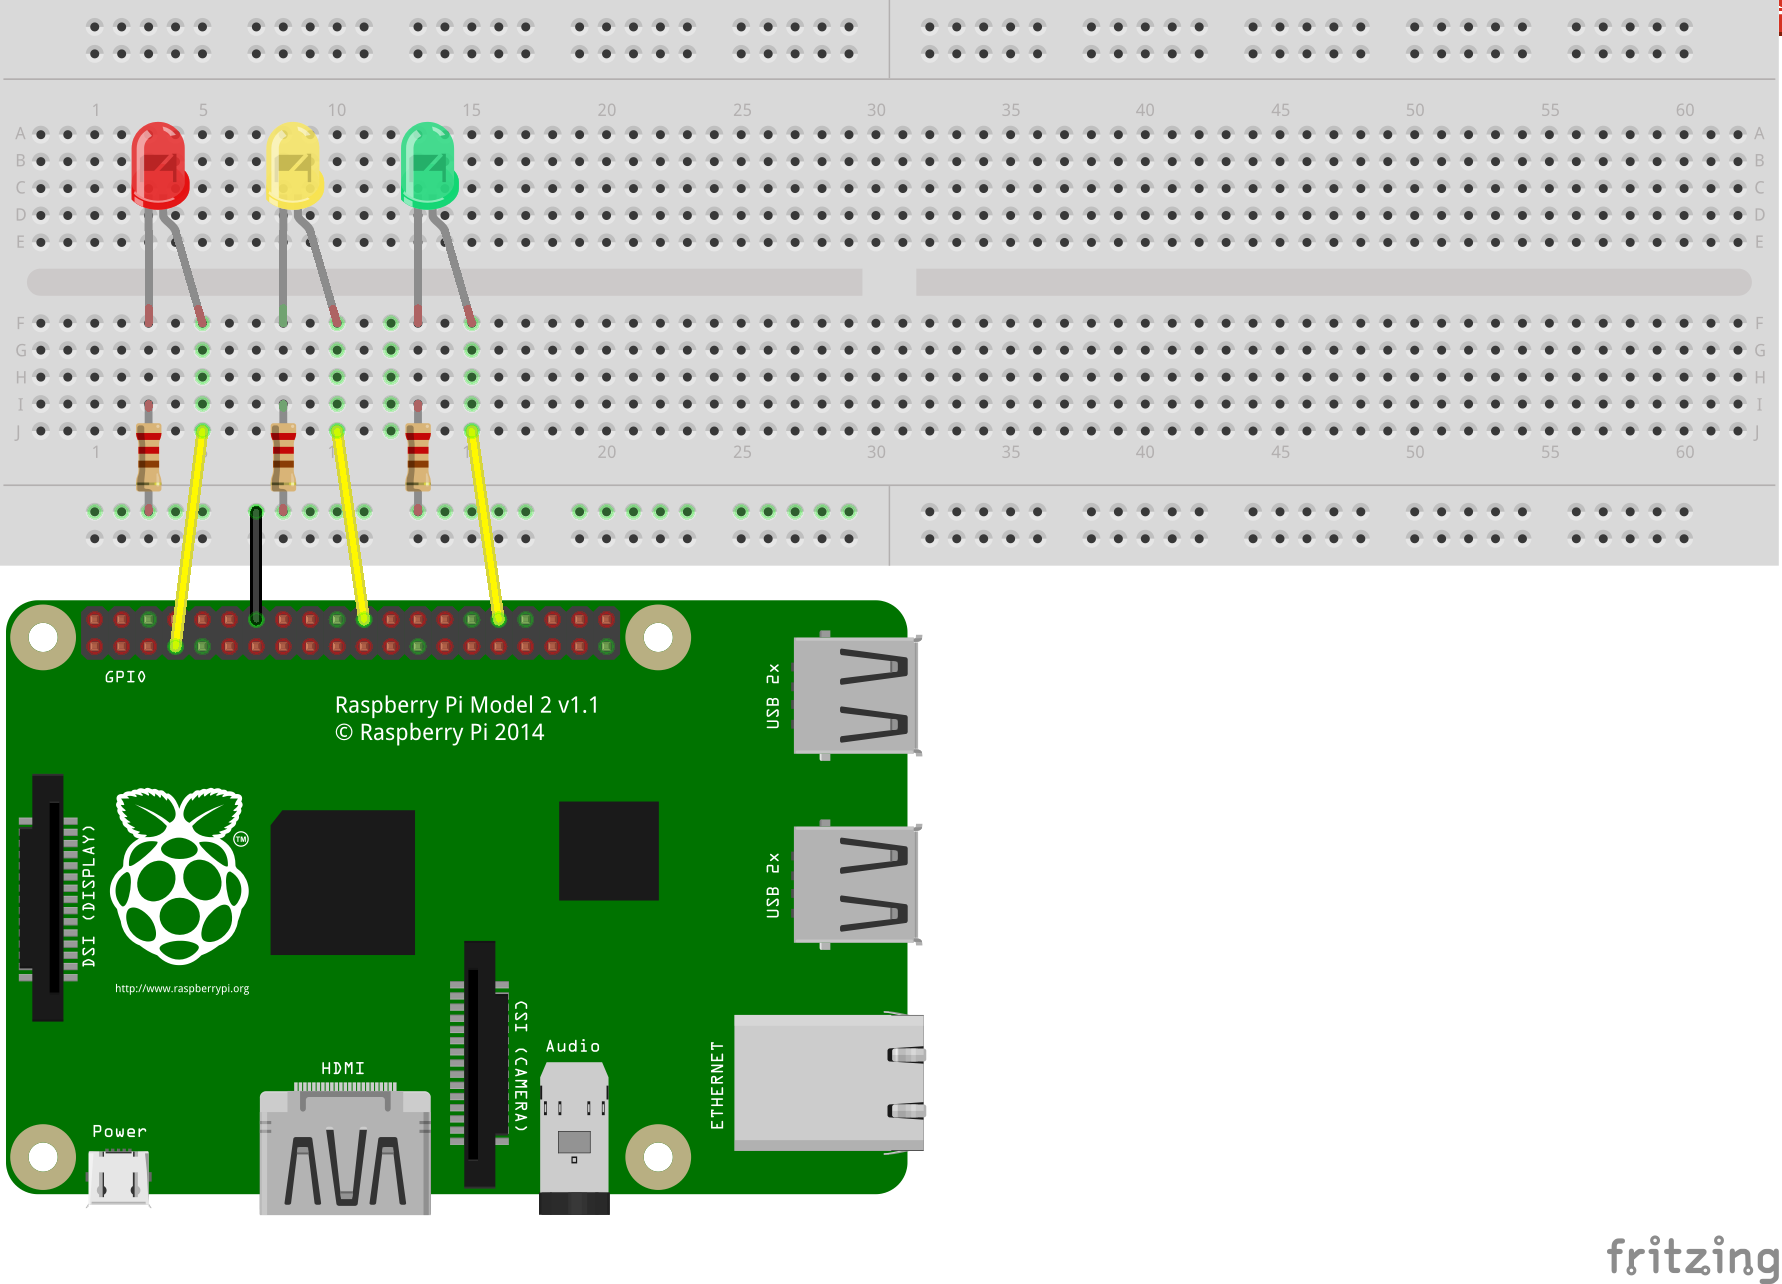 1 5 10 15 20 25 30 35 40 45 50 55 60
A A
B B
C C
D D
E E
F F
G G
H H
I I
J J
1 20 25 30 35 40 45 50 55 60
GPIO
Raspberry Pi Model 2 v1.1
© Raspberry Pi 2014
USB 2x
USB 2x
DSI (DISPLAY)
TM
http://www.raspberrypi.org
CSI (CAMERA)
Audio
HDMI
ETHERNET
Power
fritzing